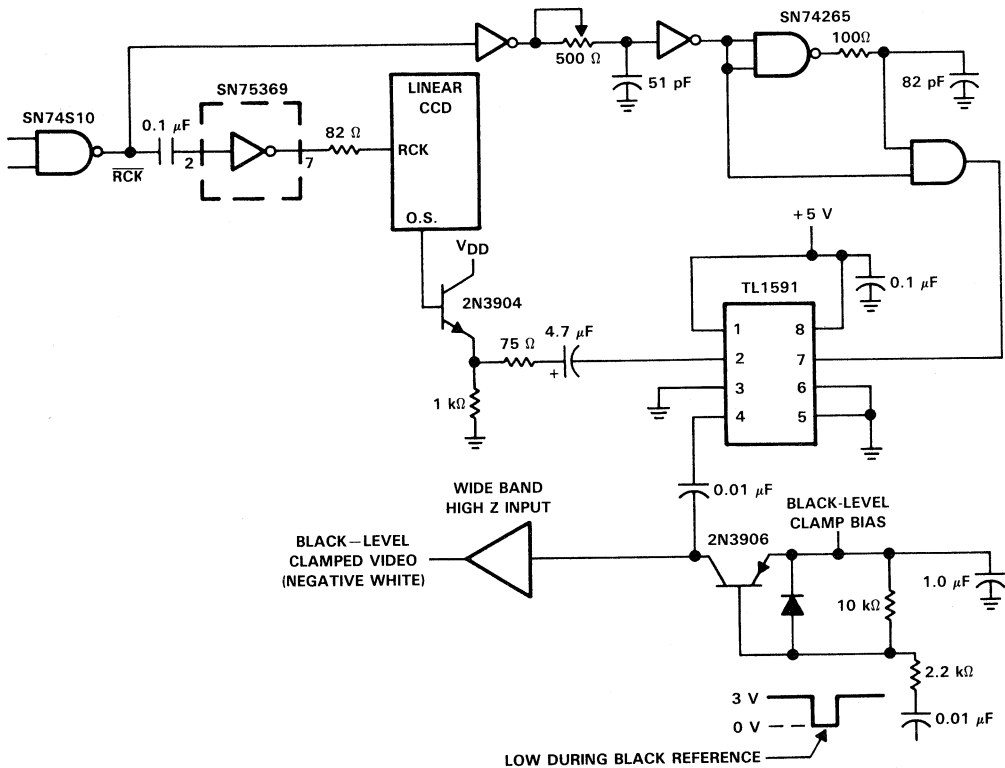 SN74265
100Ω
500 Ω
51 pF
82 pF
SN74S10
0.1 μF
SN75369
82 Ω
LINEAR
CCD
RCK
RCK
2
7
O.S.
VDD
2N3904
75 Ω
4.7 μF
+
1 kΩ
+5 V
0.1 μF
TL1591
1
8
2
7
3
6
4
5
0.01 μF
WIDE BAND
HIGH Z INPUT
BLACK—LEVEL
CLAMPED VIDEO
(NEGATIVE WHITE)
BLACK-LEVEL
CLAMP BIAS
2N3906
1.0 μF
10 kΩ
2.2 kΩ
3 V
0 V
0.01 μF
LOW DURING BLACK REFERENCE